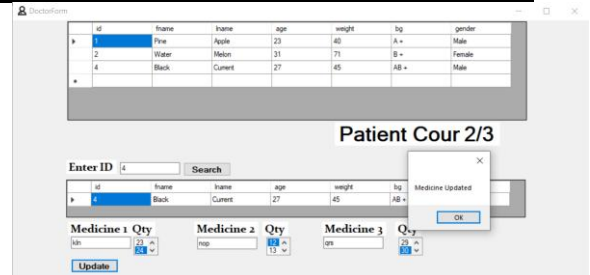 DoctorForm
id fname lname age weight bg gender
1 Pine Apple 23 40 A + Male
2 Water Melon 31 71 B + Female
4 Black Current 27 45 AB + Male
Patient Cour 2/3
Enter ID 4 Search
id fname lname age weight bg
4 Black Current 27 45 AB +
Medicine Updated
OK
Medicine 1 Qty Medicine 2 Qty Medicine 3 Qty
kln 23 24 nop 12 13 qrs 29 30
Update